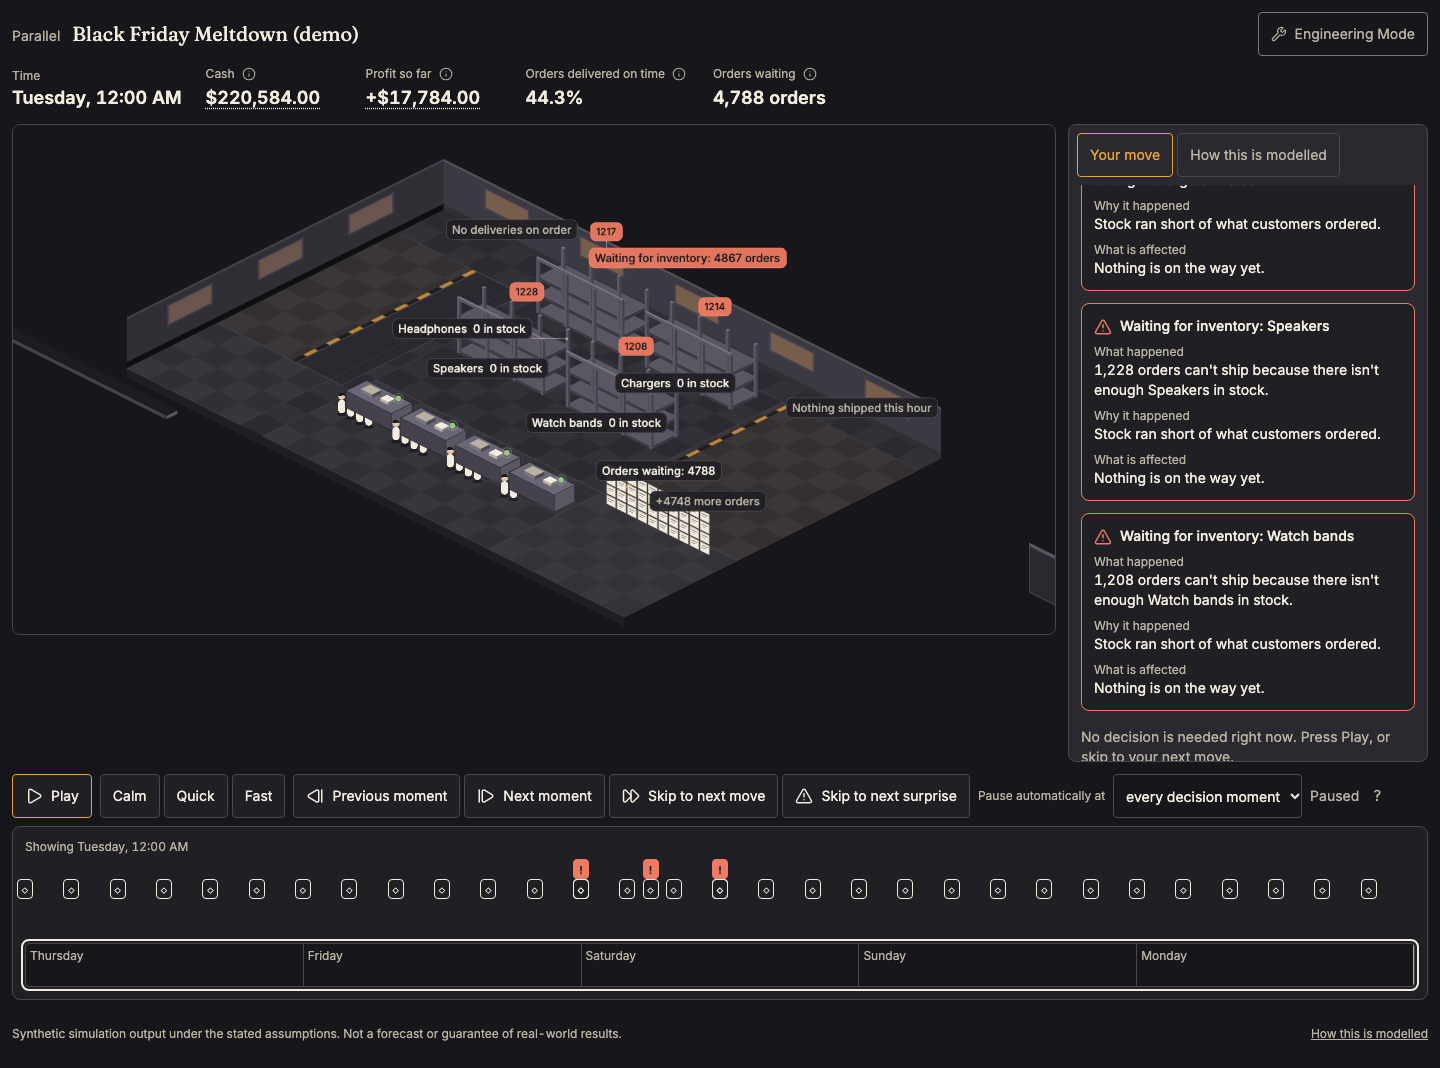 Parallel Black Friday Meltdown (demo)
Engineering Mode
Time
Tuesday, 12:00 AM
Cash
$220,584.00
Profit so far
+$17,784.00
Orders delivered on time
44.3%
Orders waiting
4,788 orders
No deliveries on order
1217
Waiting for inventory: 4867 orders
1228
1214
Headphones 0 in stock
1208
Speakers 0 in stock
Chargers 0 in stock
Nothing shipped this hour
Watch bands 0 in stock
Orders waiting: 4788
+4748 more orders
Your move
How this is modelled
Why it happened
Stock ran short of what customers ordered.
What is affected
Nothing is on the way yet.
Waiting for inventory: Speakers
What happened
1,228 orders can't ship because there isn't
enough Speakers in stock.
Why it happened
Stock ran short of what customers ordered.
What is affected
Nothing is on the way yet.
Waiting for inventory: Watch bands
What happened
1,208 orders can't ship because there isn't
enough Watch bands in stock.
Why it happened
Stock ran short of what customers ordered.
What is affected
Nothing is on the way yet.
No decision is needed right now. Press Play, or
skip to your next move.
Play
Calm
Quick
Fast
Previous moment
Next moment
Skip to next move
Skip to next surprise
Pause automatically at
every decision moment
Paused
?
Showing Tuesday, 12:00 AM
! ! !
Thursday
Friday
Saturday
Sunday
Monday
Synthetic simulation output under the stated assumptions. Not a forecast or guarantee of real-world results.
How this is modelled